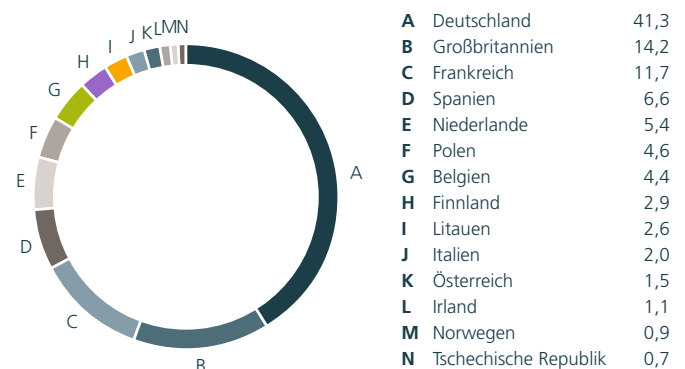 A Deutschland 41,3
B Großbritannien 14,2
C Frankreich 11,7
D Spanien 6,6
E Niederlande 5,4
F Polen 4,6
G Belgien 4,4
H Finnland 2,9
I Litauen 2,6
J Italien 2,0
K Österreich 1,5
L Irland 1,1
M Norwegen 0,9
N Tschechische Republik 0,7
A
B
C
D
E
F
G
H
I
J
K
L
M
N